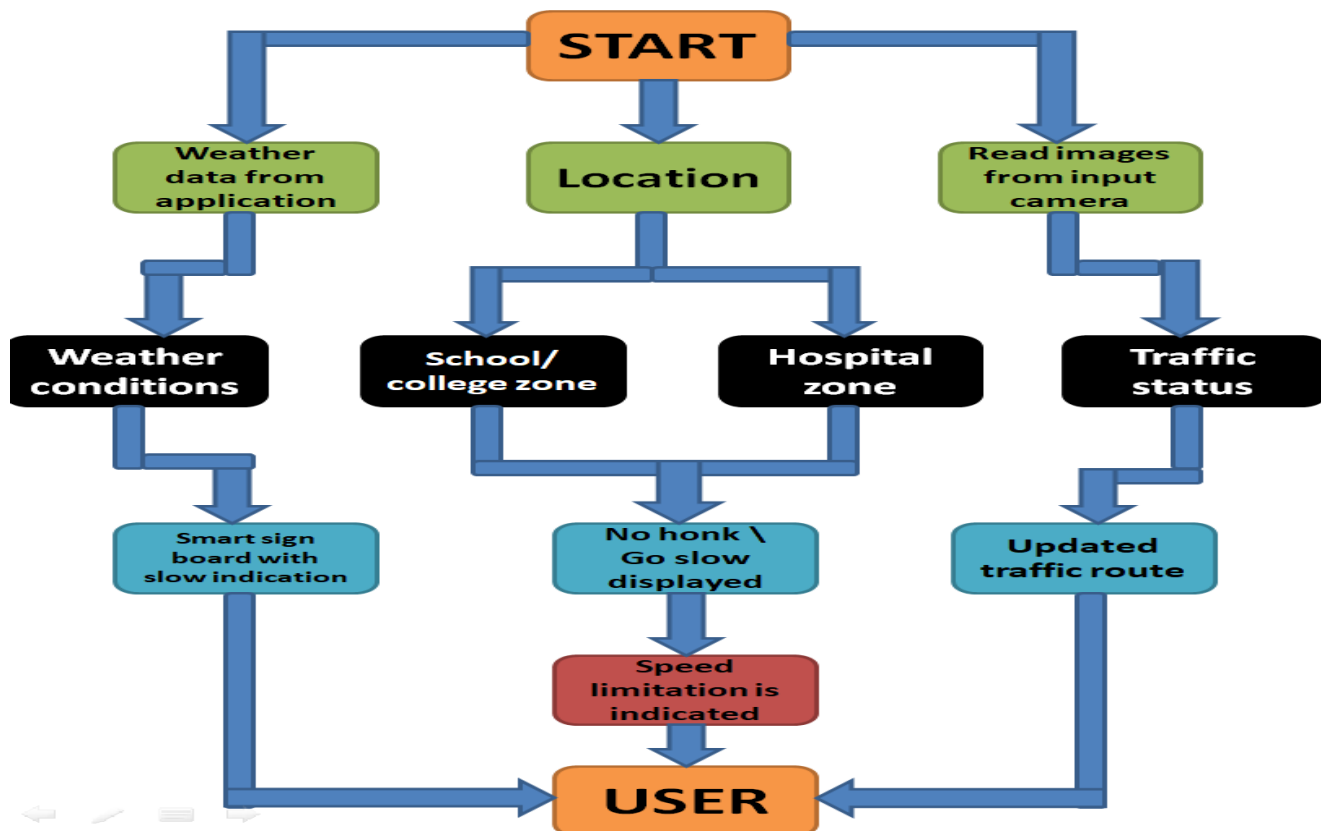 START
Weather
data from
application
Location
Read images
from input
camera
Weather
conditions
School/
college zone
Hospital
zone
Traffic
status
Smart sign
board with
slow indication
No honk \
Go slow
displayed
Updated
traffic route
Speed
limitation is
indicated
USER